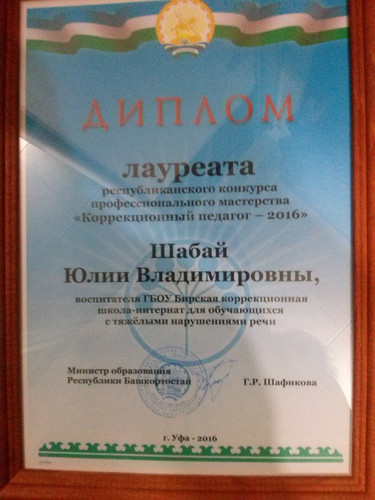 ДИПЛОМ
лауреата
республиканского конкурса
профессионального мастерства
«Коррекционный педагог – 2016»
Шабай
Юлии Владимировны,
воспитателя ГБОУ Бирская коррекционная
школа-интернат для обучающихся
с тяжёлыми нарушениями речи
Министр образования
Республики Башкортостан
Г.Р. Шафикова
г. Уфа - 2016